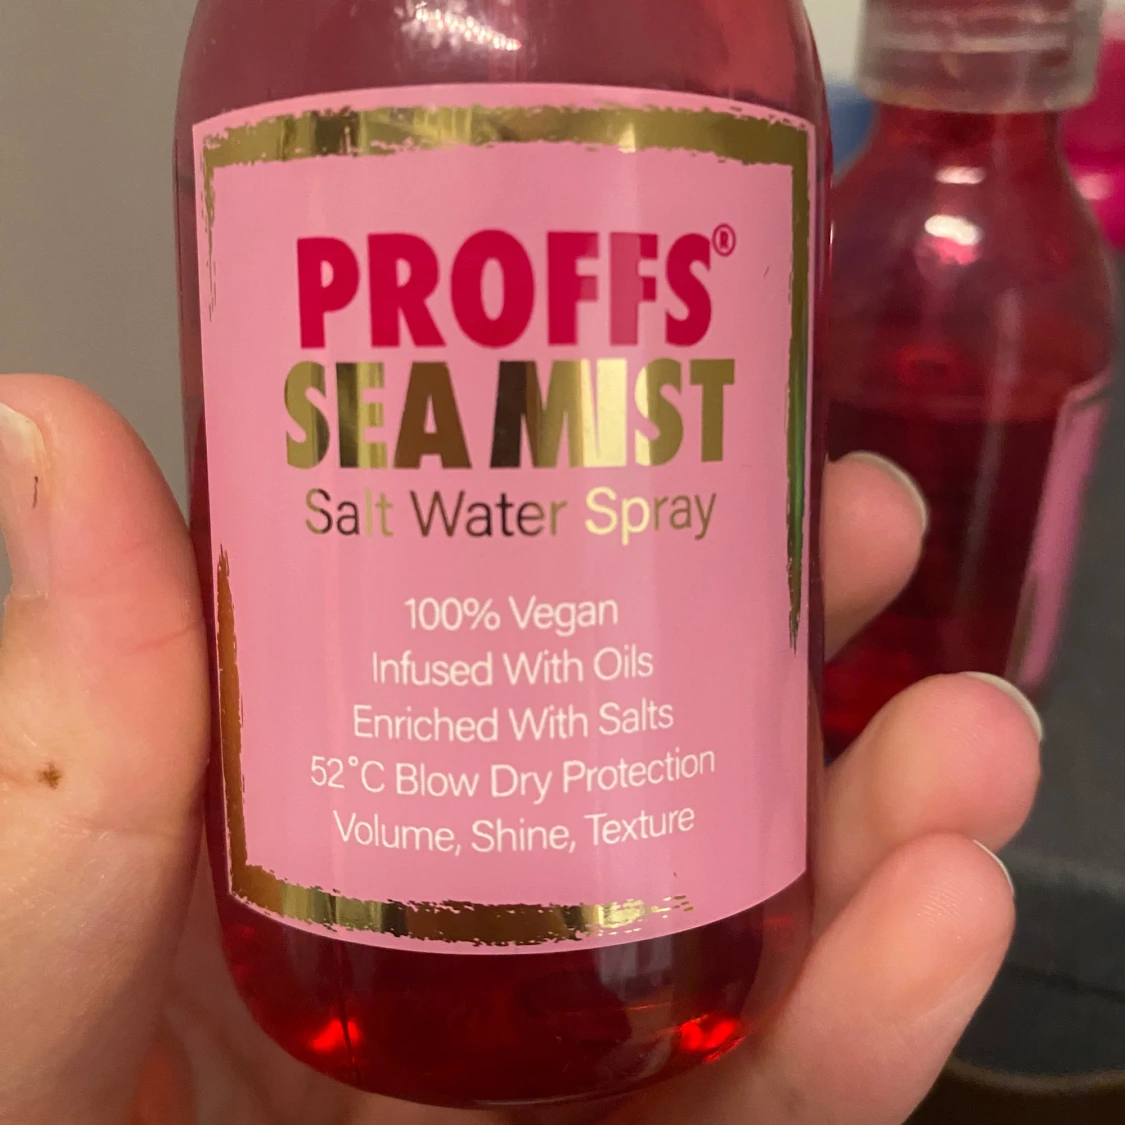 PROFFS®
SEA MIST
Salt Water Spray
100% Vegan
Infused With Oils
Enriched With Salts
52°C Blow Dry Protection
Volume, Shine, Texture